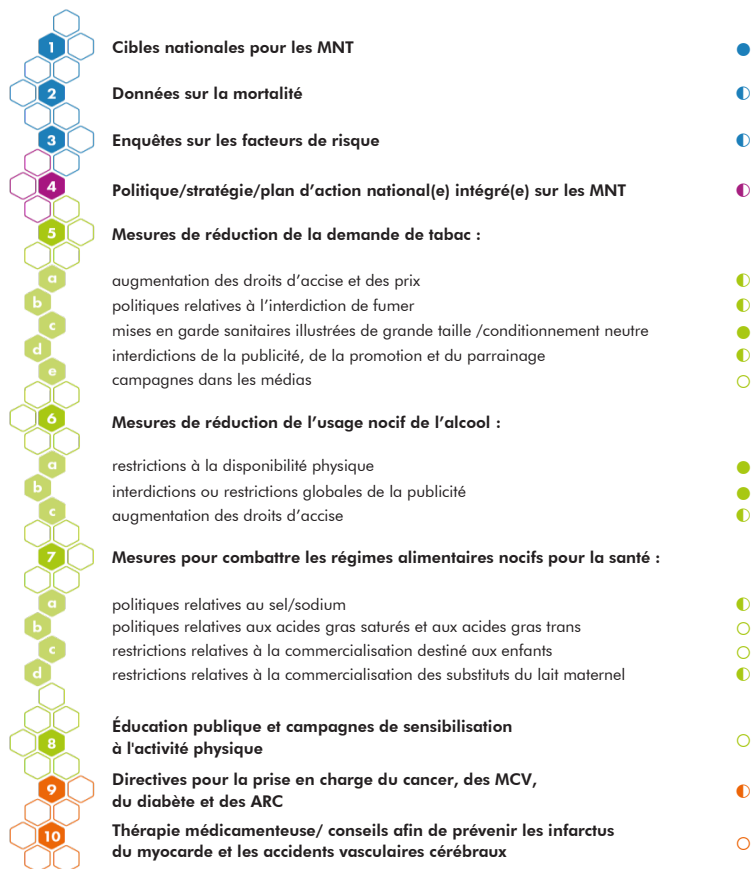 1 Cibles nationales pour les MNT
2 Données sur la mortalité
3 Enquêtes sur les facteurs de risque
4 Politique/stratégie/plan d'action national(e) intégré(e) sur les MNT
5 Mesures de réduction de la demande de tabac :
a augmentation des droits d'accise et des prix
b politiques relatives à l'interdiction de fumer
c mises en garde sanitaires illustrées de grande taille /conditionnement neutre
d interdictions de la publicité, de la promotion et du parrainage
e campagnes dans les médias
6 Mesures de réduction de l'usage nocif de l'alcool :
a restrictions à la disponibilité physique
b interdictions ou restrictions globales de la publicité
c augmentation des droits d'accise
7 Mesures pour combattre les régimes alimentaires nocifs pour la santé :
a politiques relatives au sel/sodium
b politiques relatives aux acides gras saturés et aux acides gras trans
c restrictions relatives à la commercialisation destiné aux enfants
d restrictions relatives à la commercialisation des substituts du lait maternel
8 Éducation publique et campagnes de sensibilisation
à l'activité physique
9 Directives pour la prise en charge du cancer, des MCV,
du diabète et des ARC
10 Thérapie médicamenteuse/ conseils afin de prévenir les infarctus
du myocarde et les accidents vasculaires cérébraux